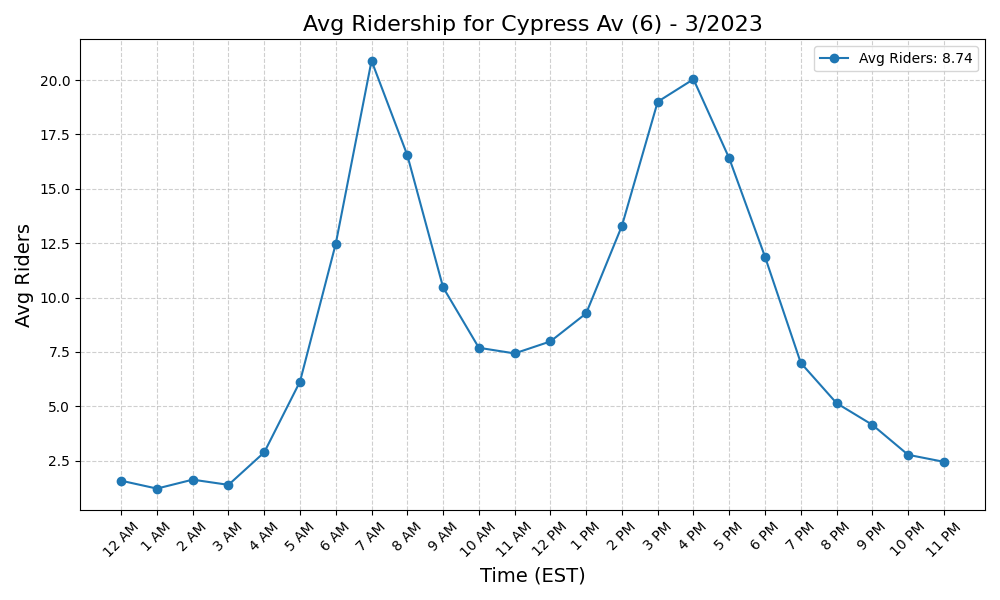 Avg Ridership for Cypress Av (6) - 3/2023
Avg Riders: 8.74
Avg Riders
20.0
17.5
15.0
12.5
10.0
7.5
5.0
2.5
12 AM
1 AM
2 AM
3 AM
4 AM
5 AM
6 AM
7 AM
8 AM
9 AM
10 AM
11 AM
12 PM
1 PM
2 PM
3 PM
4 PM
5 PM
6 PM
7 PM
8 PM
9 PM
10 PM
11 PM
Time (EST)